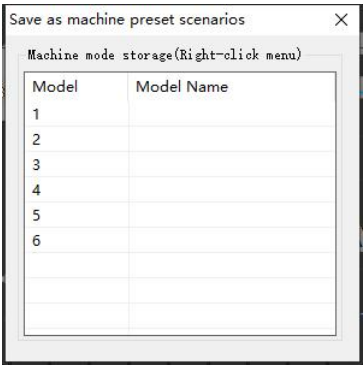 Save as machine preset scenarios
Machine mode storage(Right-click menu)
Model Model Name
1
2
3
4
5
6